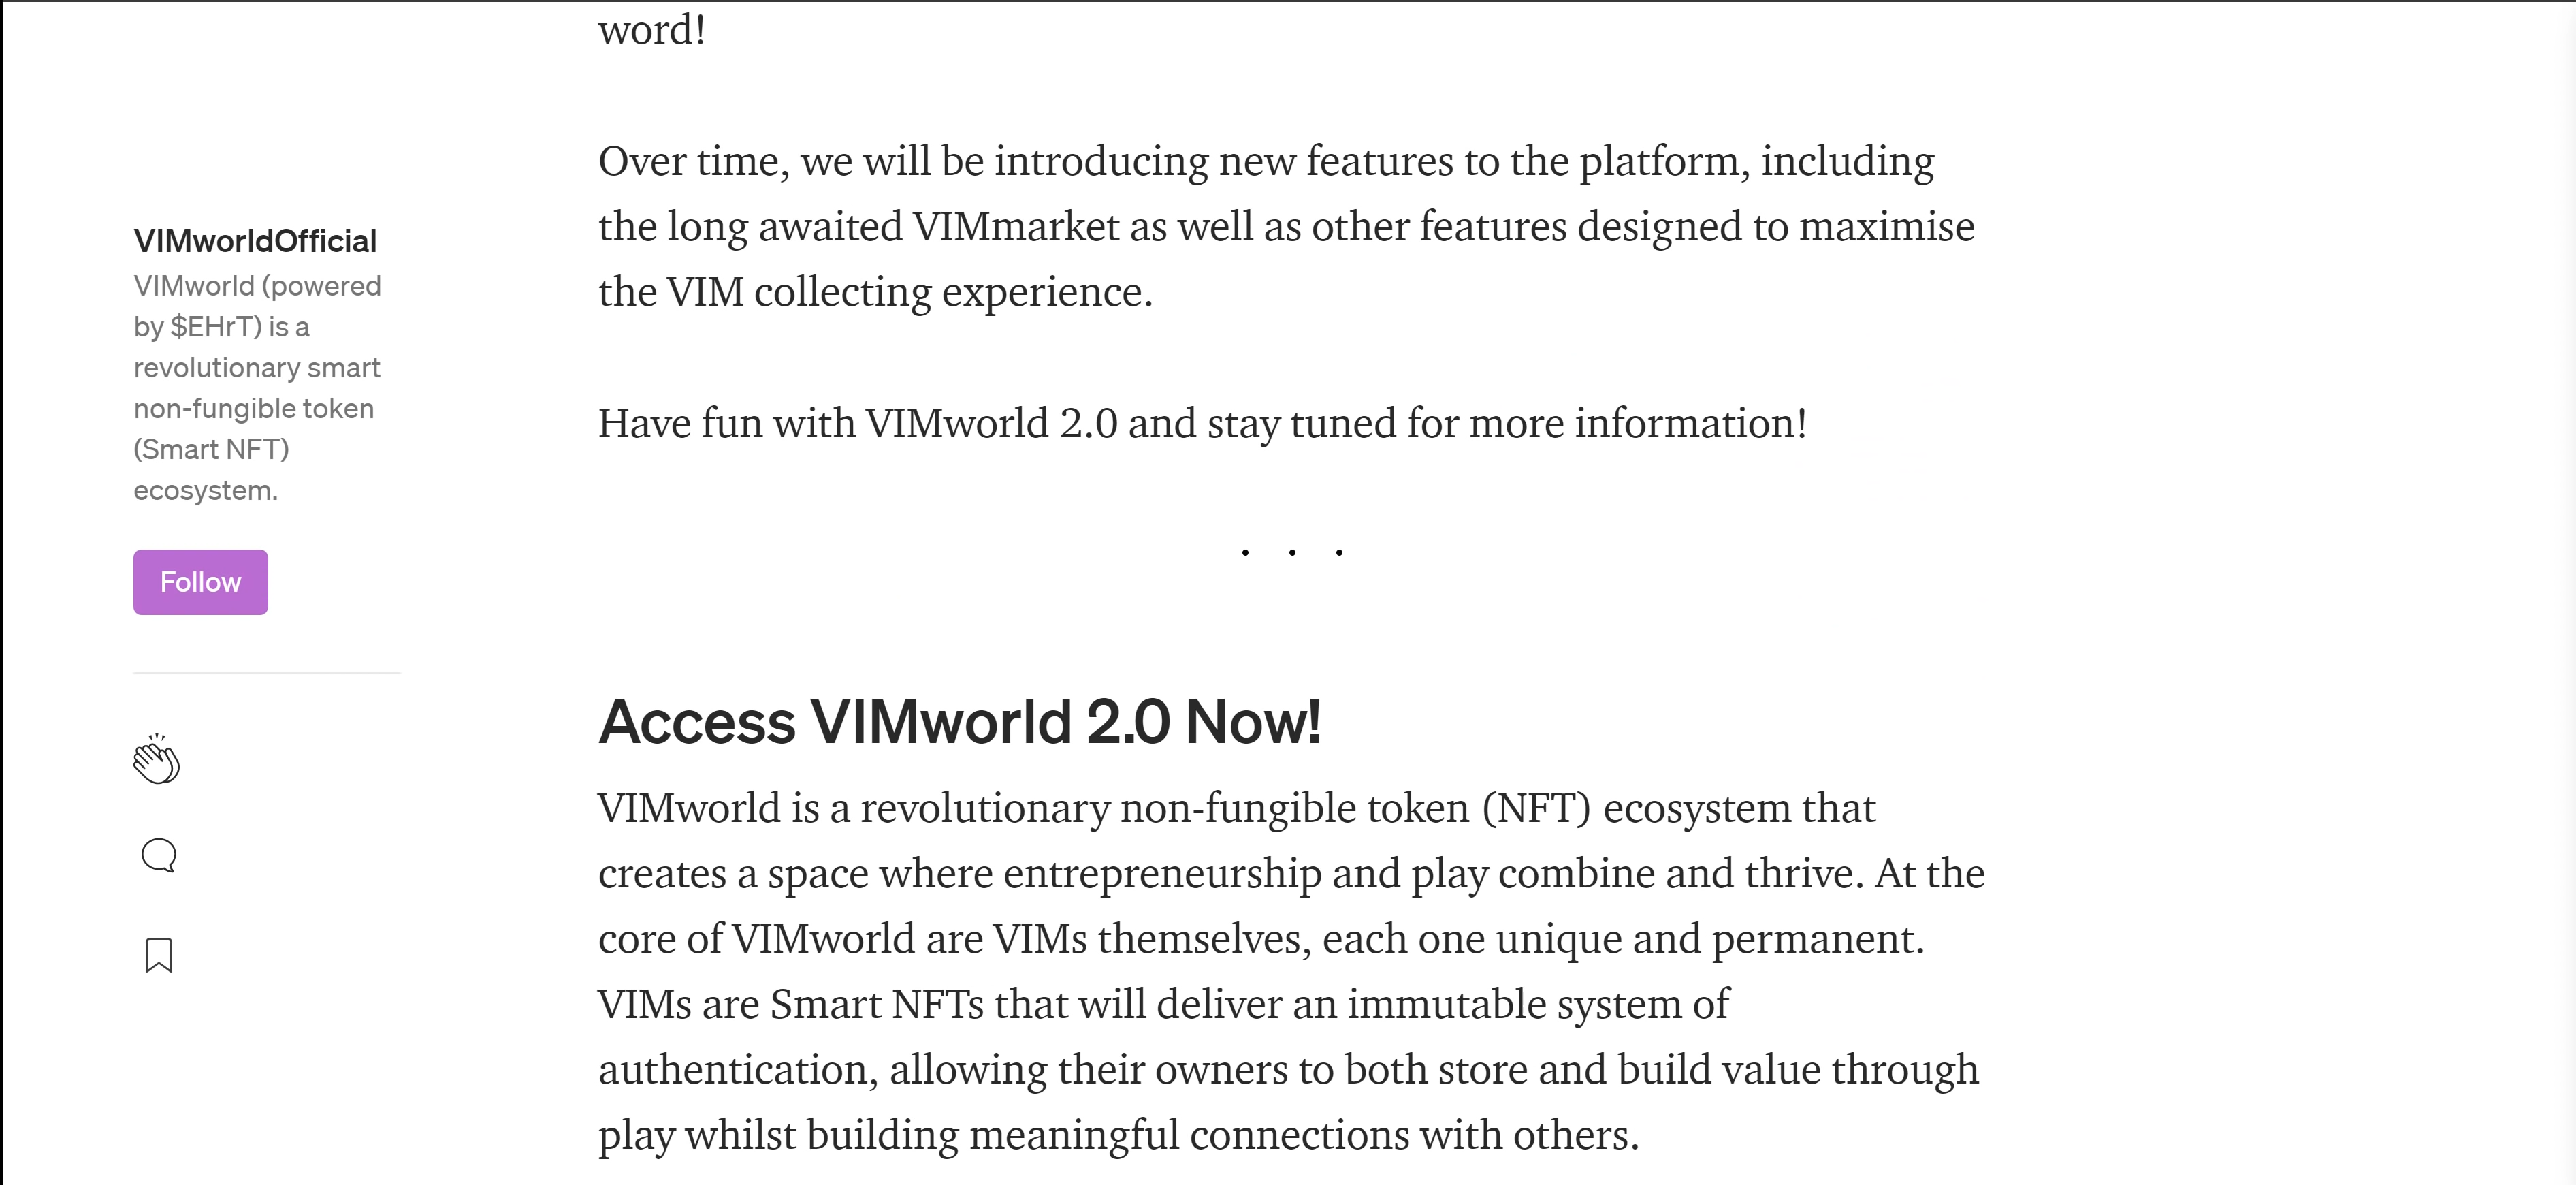 word!
Over time, we will be introducing new features to the platform, including
the long awaited VIMmarket as well as other features designed to maximise
the VIM collecting experience.
Have fun with VIMworld 2.0 and stay tuned for more information!
. . .
VIMworldOfficial
VIMworld (powered
by $EHrT) is a
revolutionary smart
non-fungible token
(Smart NFT)
ecosystem.
Follow
Access VIMworld 2.0 Now!
VIMworld is a revolutionary non-fungible token (NFT) ecosystem that
creates a space where entrepreneurship and play combine and thrive. At the
core of VIMworld are VIMs themselves, each one unique and permanent.
VIMs are Smart NFTs that will deliver an immutable system of
authentication, allowing their owners to both store and build value through
play whilst building meaningful connections with others.